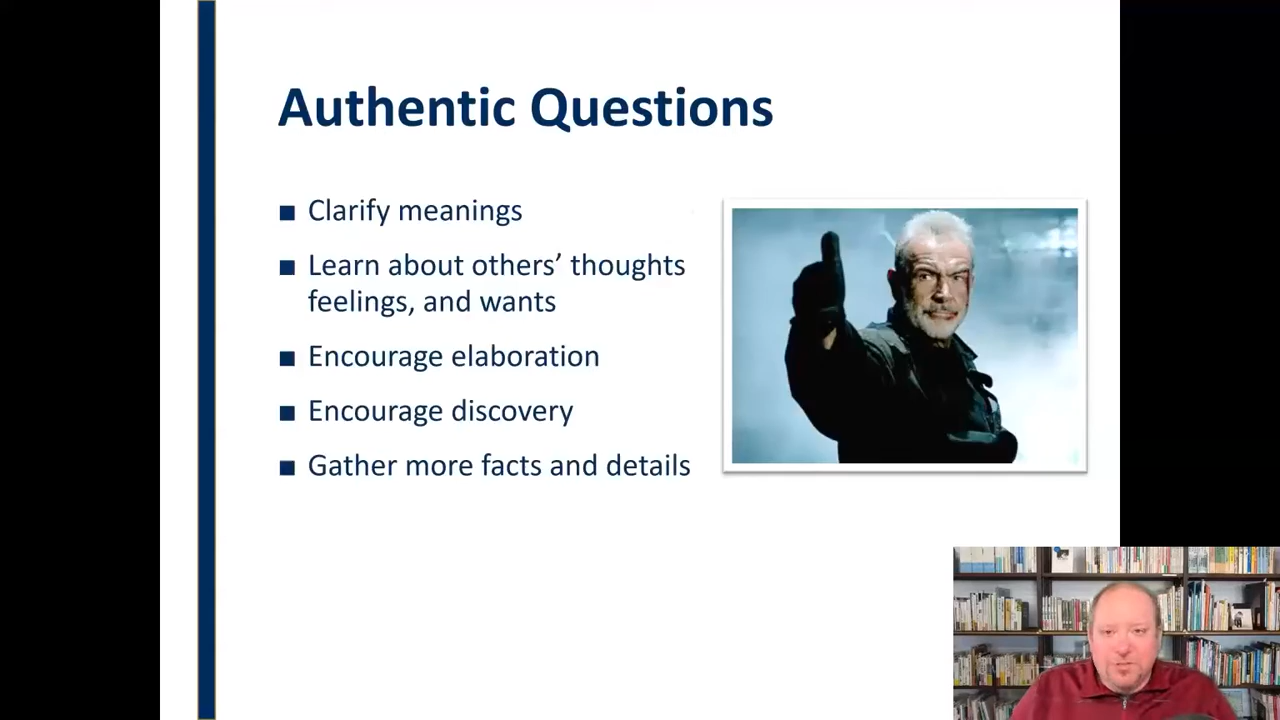 Authentic Questions
Clarify meanings
Learn about others’ thoughts
feelings, and wants
Encourage elaboration
Encourage discovery
Gather more facts and details